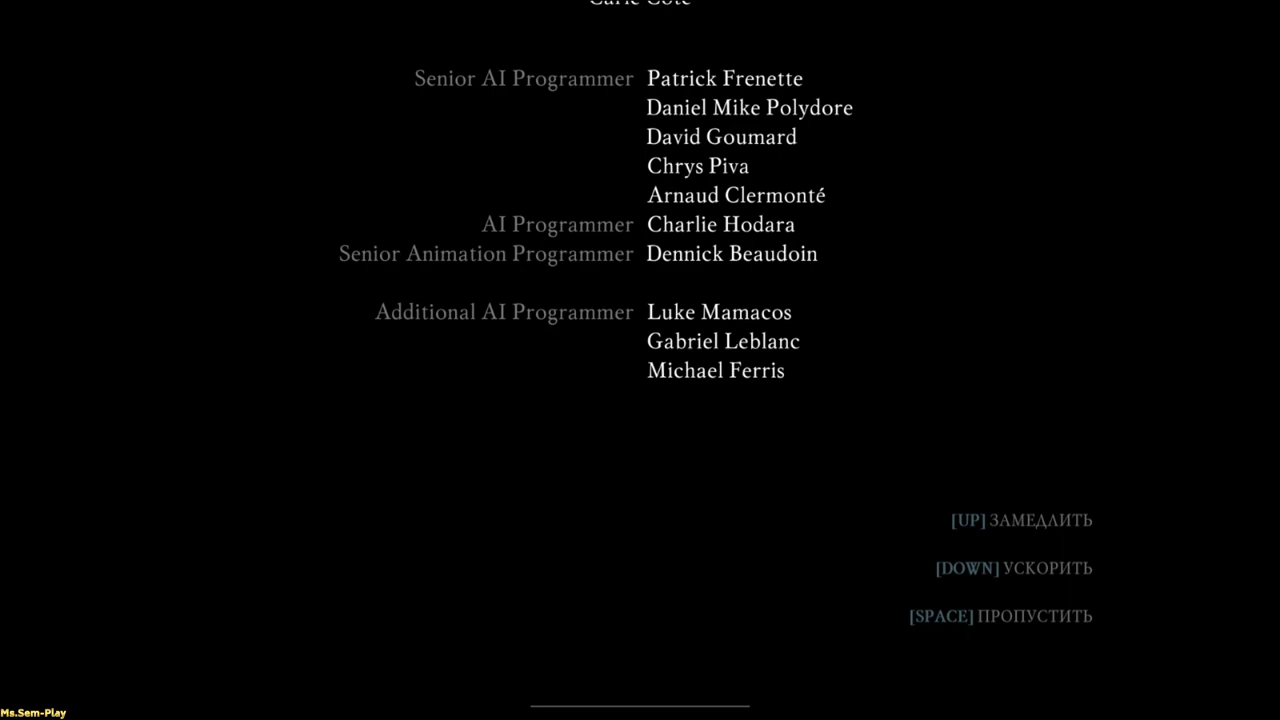 Senior AI Programmer Patrick Frenette
Daniel Mike Polydore
David Goumard
Chrys Piva
Arnaud Clermonté
AI Programmer Charlie Hodara
Senior Animation Programmer Dennick Beaudoin
Additional AI Programmer Luke Mamacos
Gabriel Leblanc
Michael Ferris
[UP] ЗАМЕДЛИТЬ
[DOWN] УСКОРИТЬ
[SPACE] ПРОПУСТИТЬ
Ms.Sem-Play